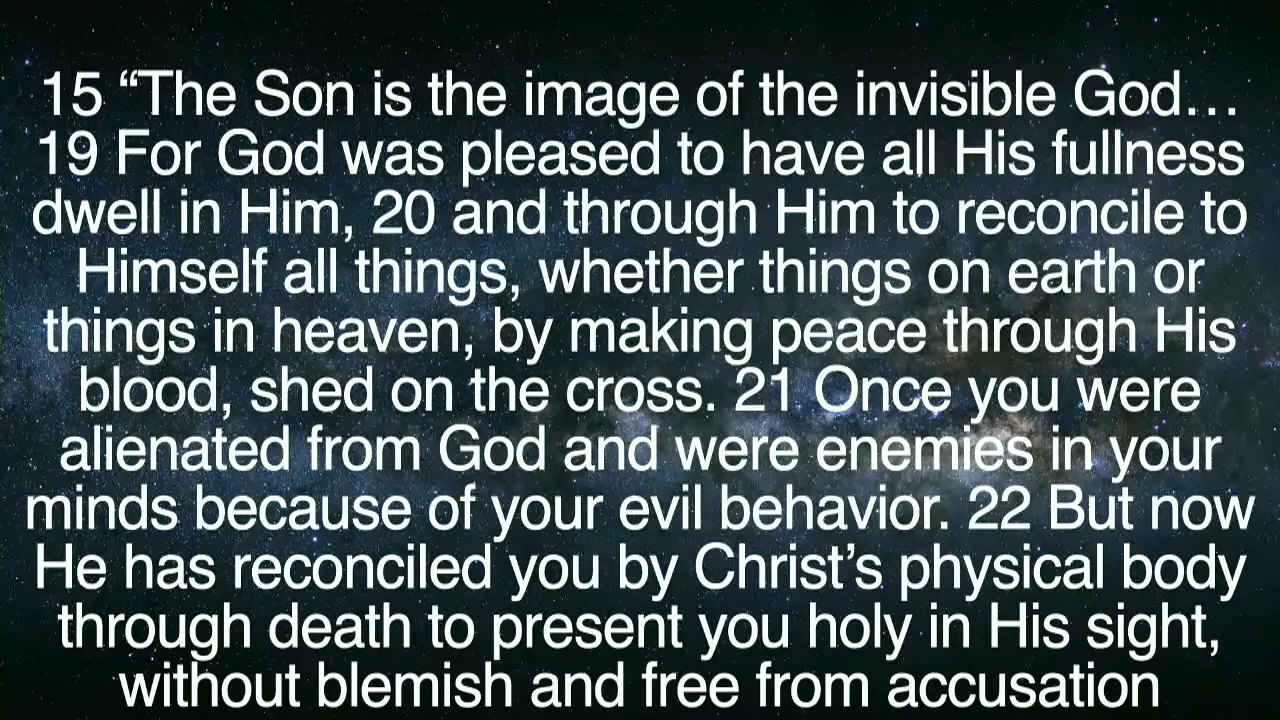 15 “The Son is the image of the invisible God…
19 For God was pleased to have all His fullness
dwell in Him, 20 and through Him to reconcile to
Himself all things, whether things on earth or
things in heaven, by making peace through His
blood, shed on the cross. 21 Once you were
alienated from God and were enemies in your
minds because of your evil behavior. 22 But now
He has reconciled you by Christ’s physical body
through death to present you holy in His sight,
without blemish and free from accusation